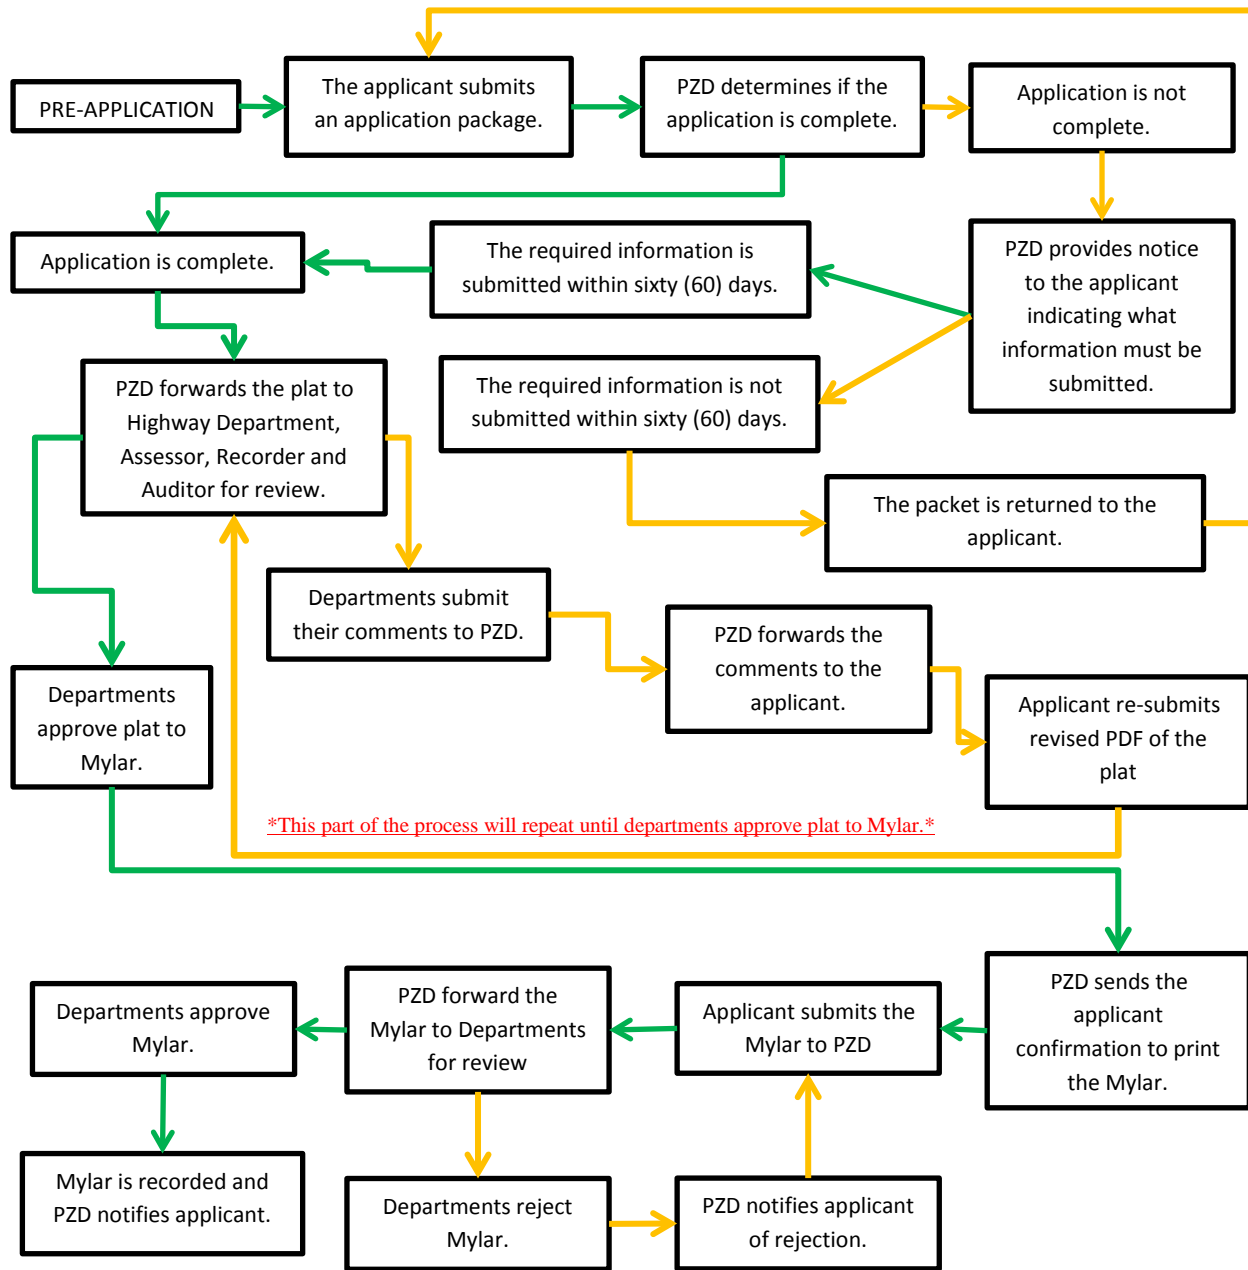 PRE-APPLICATION
The applicant submits
an application package.
PZD determines if the
application is complete.
Application is not
complete.
Application is complete.
The required information is
submitted within sixty (60) days.
PZD provides notice
to the applicant
indicating what
information must be
submitted.
PZD forwards the plat to
Highway Department,
Assessor, Recorder and
Auditor for review.
The required information is not
submitted within sixty (60) days.
The packet is returned to the
applicant.
Departments submit
their comments to PZD.
PZD forwards the
comments to the
applicant.
Departments
approve plat to
Mylar.
Applicant re-submits
revised PDF of the
plat
*This part of the process will repeat until departments approve plat to Mylar.*
Departments approve
Mylar.
PZD forward the
Mylar to Departments
for review
Applicant submits the
Mylar to PZD
PZD sends the
applicant
confirmation to print
the Mylar.
Mylar is recorded and
PZD notifies applicant.
Departments reject
Mylar.
PZD notifies applicant
of rejection.